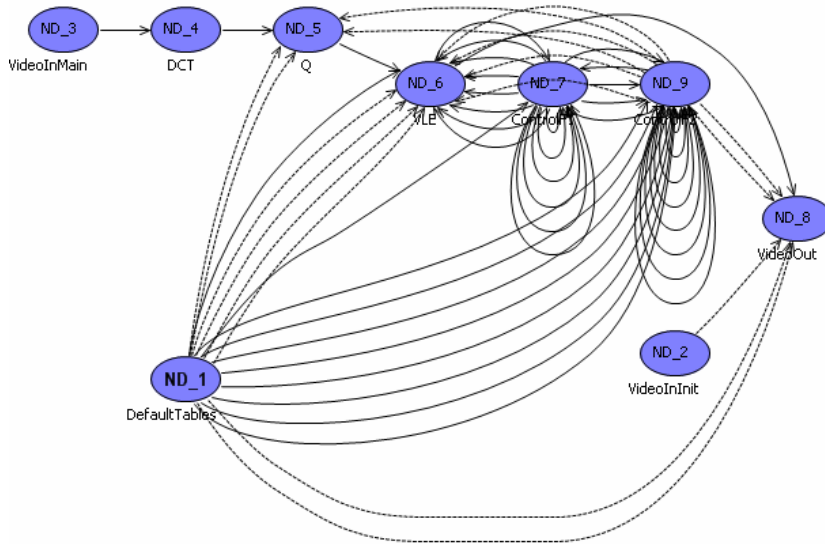 ND_3
VideoInMain
ND_4
DCT
ND_5
Q
ND_6
VLE
ND_7
ND_9
ND_8
VideoOut
ND_2
VideoInInit
ND_1
DefaultTables